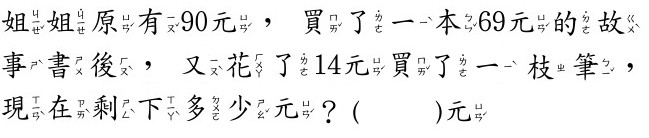 姐姐原有90元，買了一本69元的故
事書後，又花了14元買了一枝筆，
現在剩下多少元？(　　)元